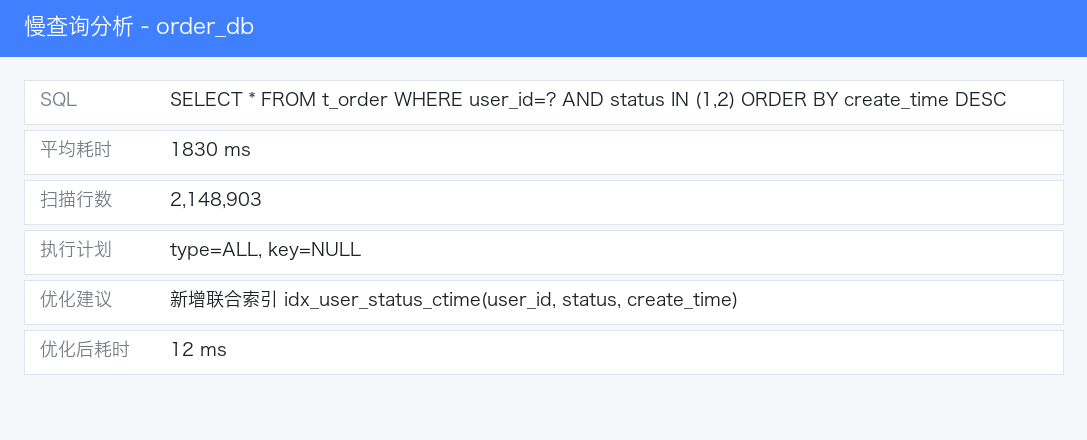 慢查询分析 - order_db
SQL SELECT * FROM t_order WHERE user_id=? AND status IN (1,2) ORDER BY create_time DESC
平均耗时 1830 ms
扫描行数 2,148,903
执行计划 type=ALL, key=NULL
优化建议 新增联合索引 idx_user_status_ctime(user_id, status, create_time)
优化后耗时 12 ms